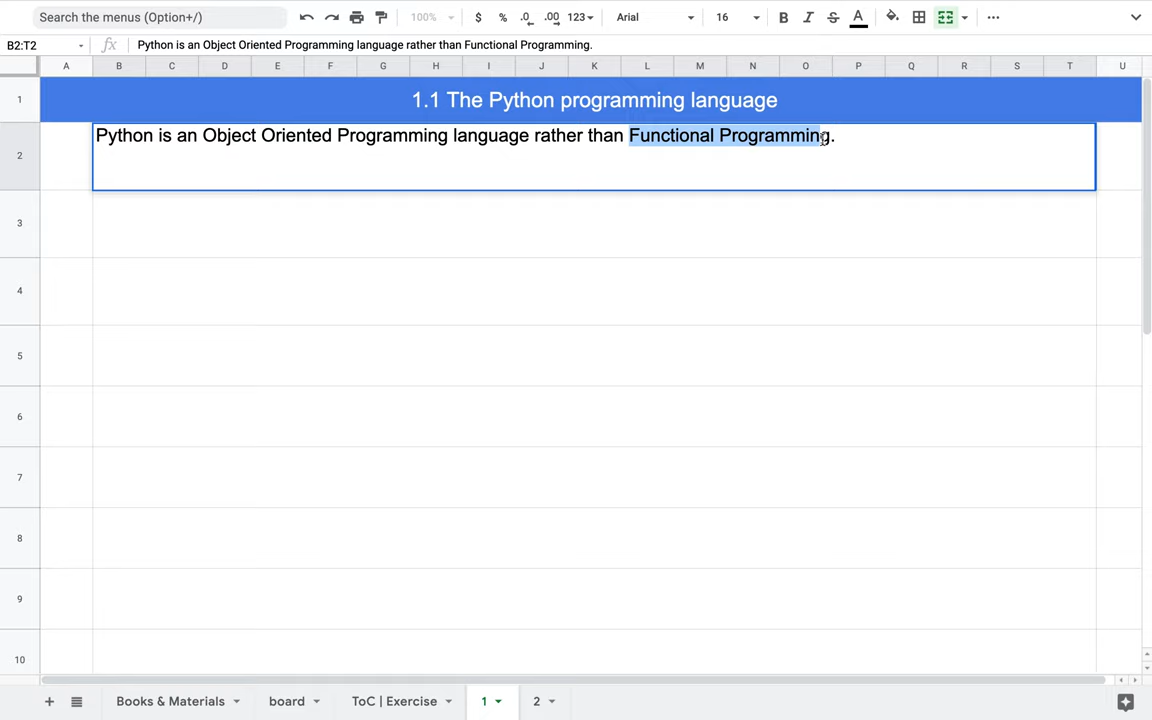 Search the menus (Option+/) 100% $ % .0 .00 123 Arial 16 B I S A
B2:T2 fx Python is an Object Oriented Programming language rather than Functional Programming.
A B C D E F G H I J K L M N O P Q R S T U
1 1.1 The Python programming language
2 Python is an Object Oriented Programming language rather than Functional Programming.
3
4
5
6
7
8
9
10
+ Books & Materials board ToC | Exercise 1 2